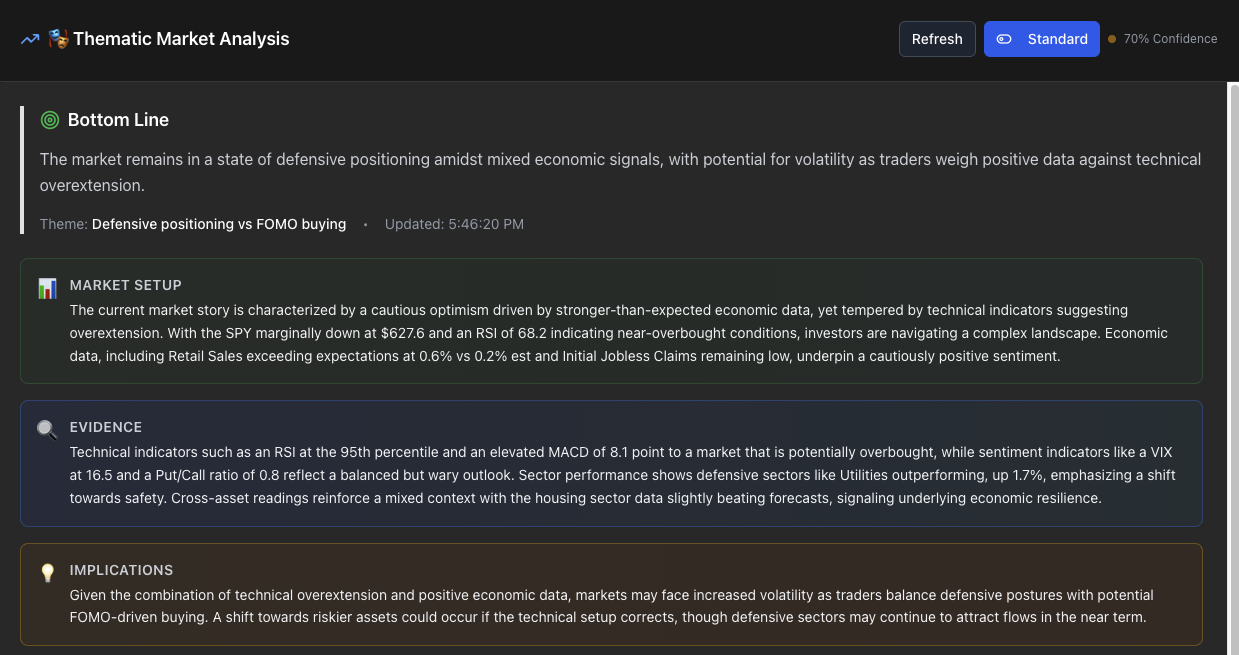 Thematic Market Analysis
Refresh
Standard
70% Confidence
Bottom Line
The market remains in a state of defensive positioning amidst mixed economic signals, with potential for volatility as traders weigh positive data against technical
overextension.
Theme: Defensive positioning vs FOMO buying • Updated: 5:46:20 PM
MARKET SETUP
The current market story is characterized by a cautious optimism driven by stronger-than-expected economic data, yet tempered by technical indicators suggesting
overextension. With the SPY marginally down at $627.6 and an RSI of 68.2 indicating near-overbought conditions, investors are navigating a complex landscape. Economic
data, including Retail Sales exceeding expectations at 0.6% vs 0.2% est and Initial Jobless Claims remaining low, underpin a cautiously positive sentiment.
EVIDENCE
Technical indicators such as an RSI at the 95th percentile and an elevated MACD of 8.1 point to a market that is potentially overbought, while sentiment indicators like a VIX
at 16.5 and a Put/Call ratio of 0.8 reflect a balanced but wary outlook. Sector performance shows defensive sectors like Utilities outperforming, up 1.7%, emphasizing a shift
towards safety. Cross-asset readings reinforce a mixed context with the housing sector data slightly beating forecasts, signaling underlying economic resilience.
IMPLICATIONS
Given the combination of technical overextension and positive economic data, markets may face increased volatility as traders balance defensive postures with potential
FOMO-driven buying. A shift towards riskier assets could occur if the technical setup corrects, though defensive sectors may continue to attract flows in the near term.